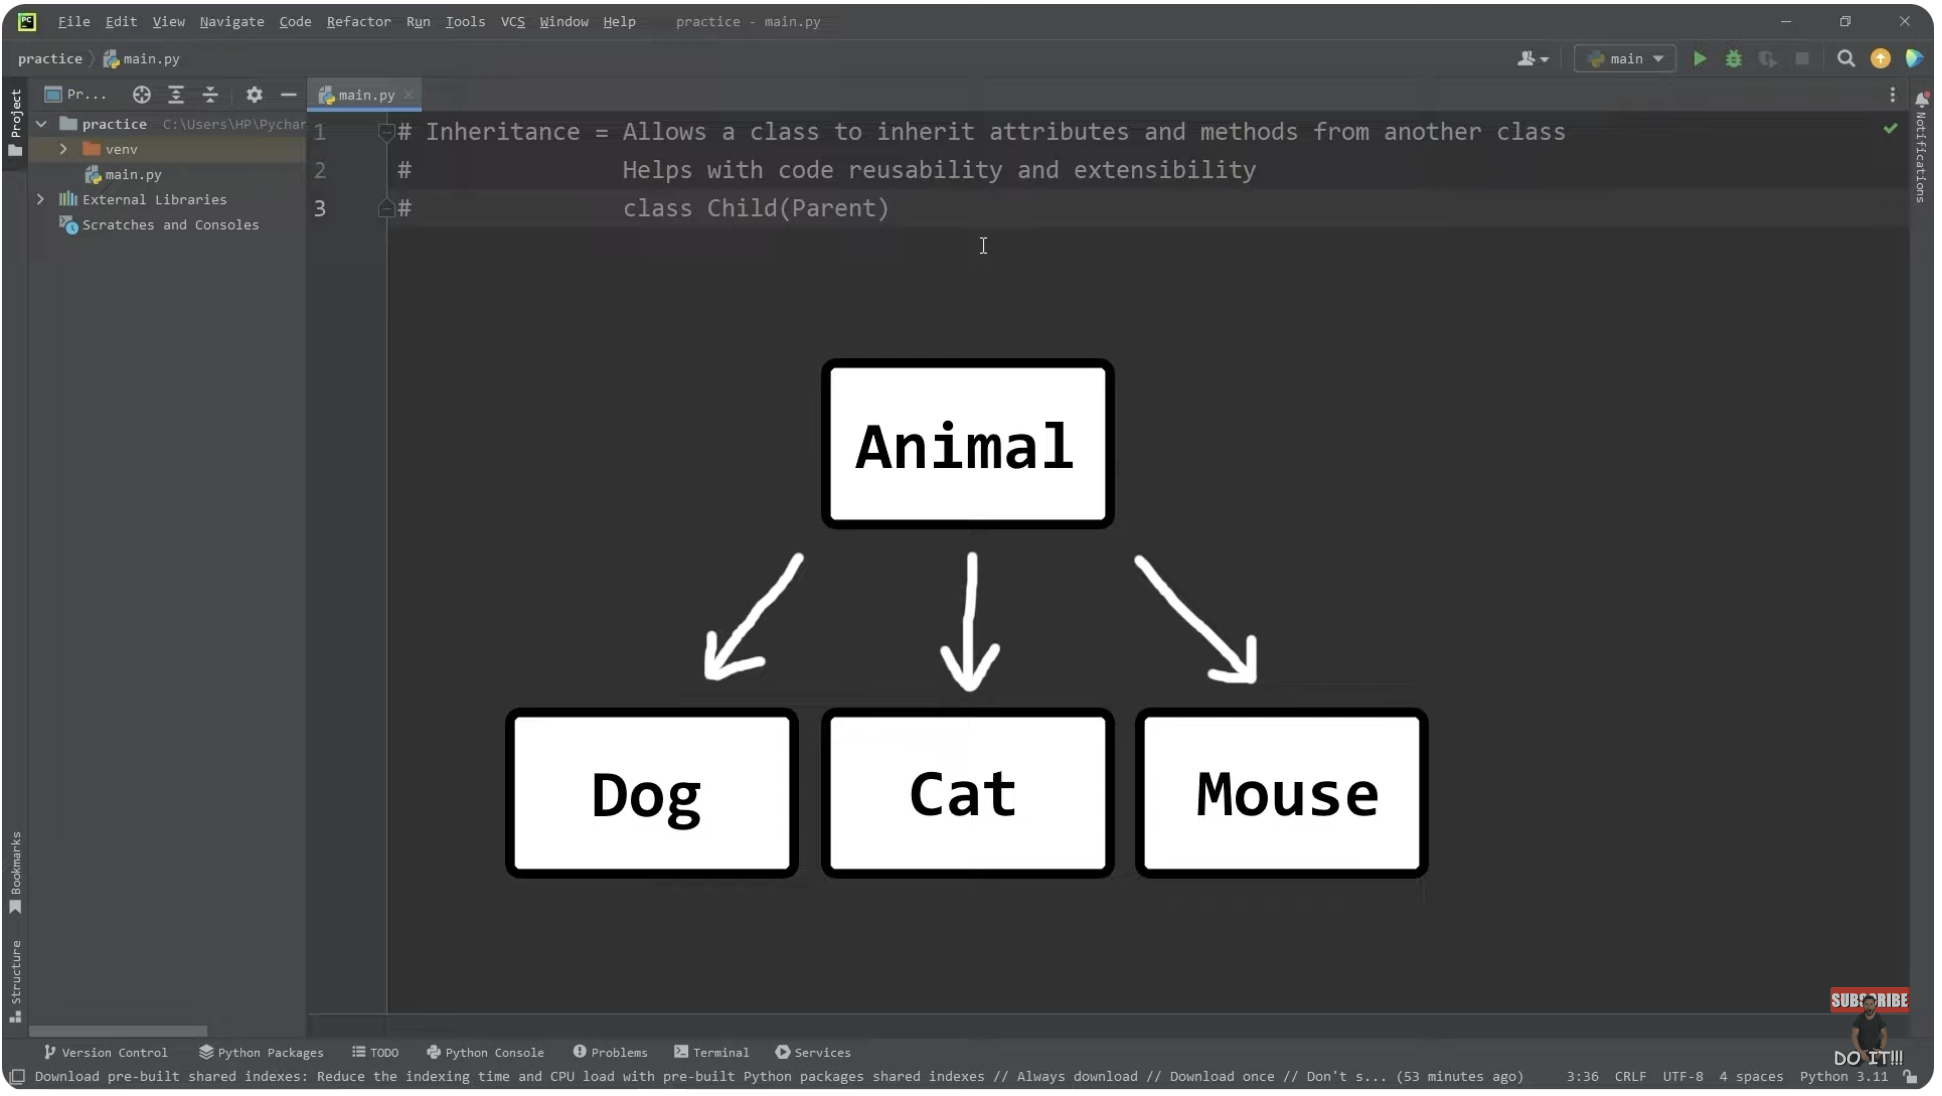 PC
File Edit View Navigate Code Refactor Run Tools VCS Window Help practice - main.py
practice main.py
main
Project
Pr...
main.py
practice C:\Users\HP\Pychar
venv
main.py
External Libraries
Scratches and Consoles
1 # Inheritance = Allows a class to inherit attributes and methods from another class
2 # Helps with code reusability and extensibility
3 # class Child(Parent)
Notifications
Animal
Dog Cat Mouse
Bookmarks
Structure
SUBSCRIBE
DO IT!!!
Version Control Python Packages TODO Python Console Problems Terminal Services
Download pre-built shared indexes: Reduce the indexing time and CPU load with pre-built Python packages shared indexes // Always download // Download once // Don't s... (53 minutes ago) 3:36 CRLF UTF-8 4 spaces Python 3.11